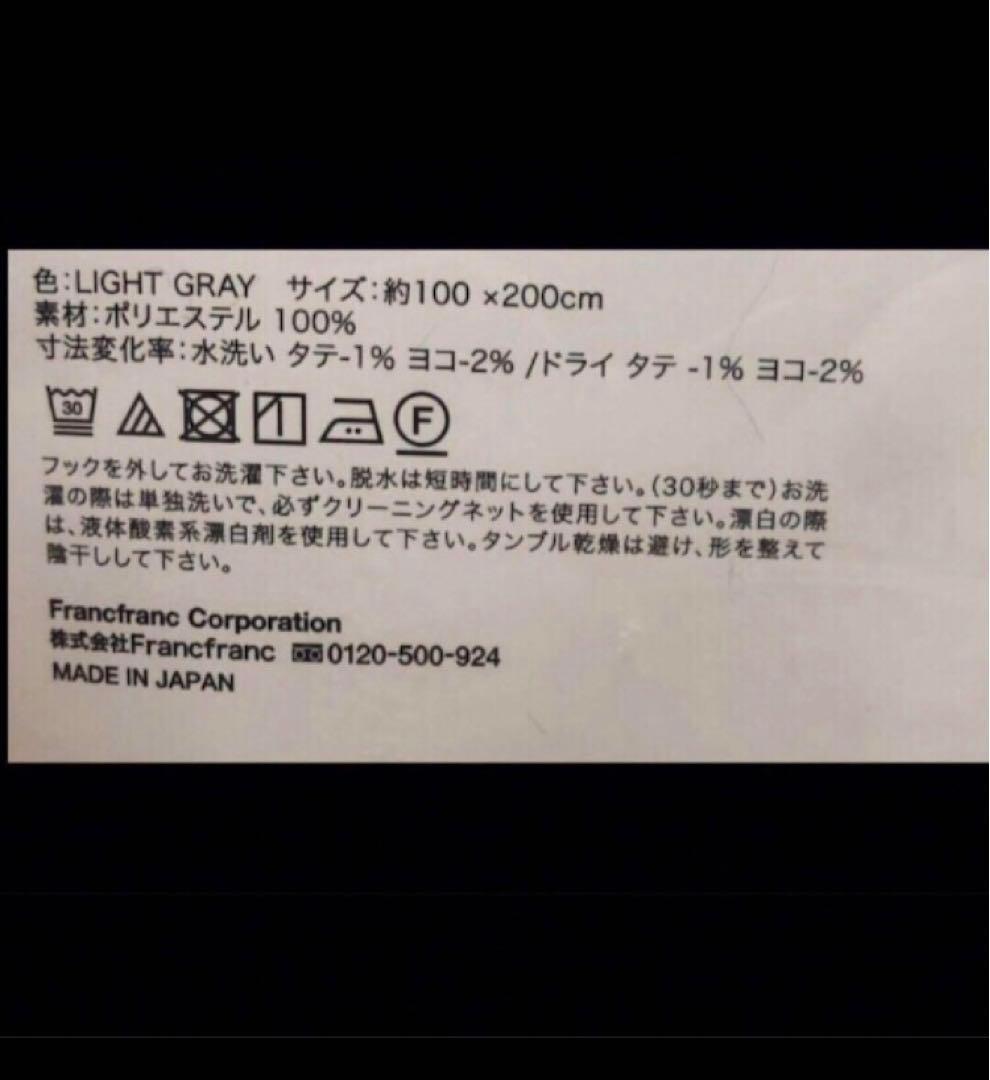 色:LIGHT GRAY サイズ:約100 ×200cm
素材:ポリエステル 100%
寸法変化率:水洗い タテ-1% ヨコ-2% /ドライ タテ -1% ヨコ-2%
30 F
フックを外してお洗濯下さい。脱水は短時間にして下さい。(30秒まで)お洗
濯の際は単独洗いで、必ずクリーニングネットを使用して下さい。漂白の際
は、液体酸素系漂白剤を使用して下さい。タンブル乾燥は避け、形を整えて
陰干しして下さい。
Francfranc Corporation
株式会社Francfranc 0120-500-924
MADE IN JAPAN